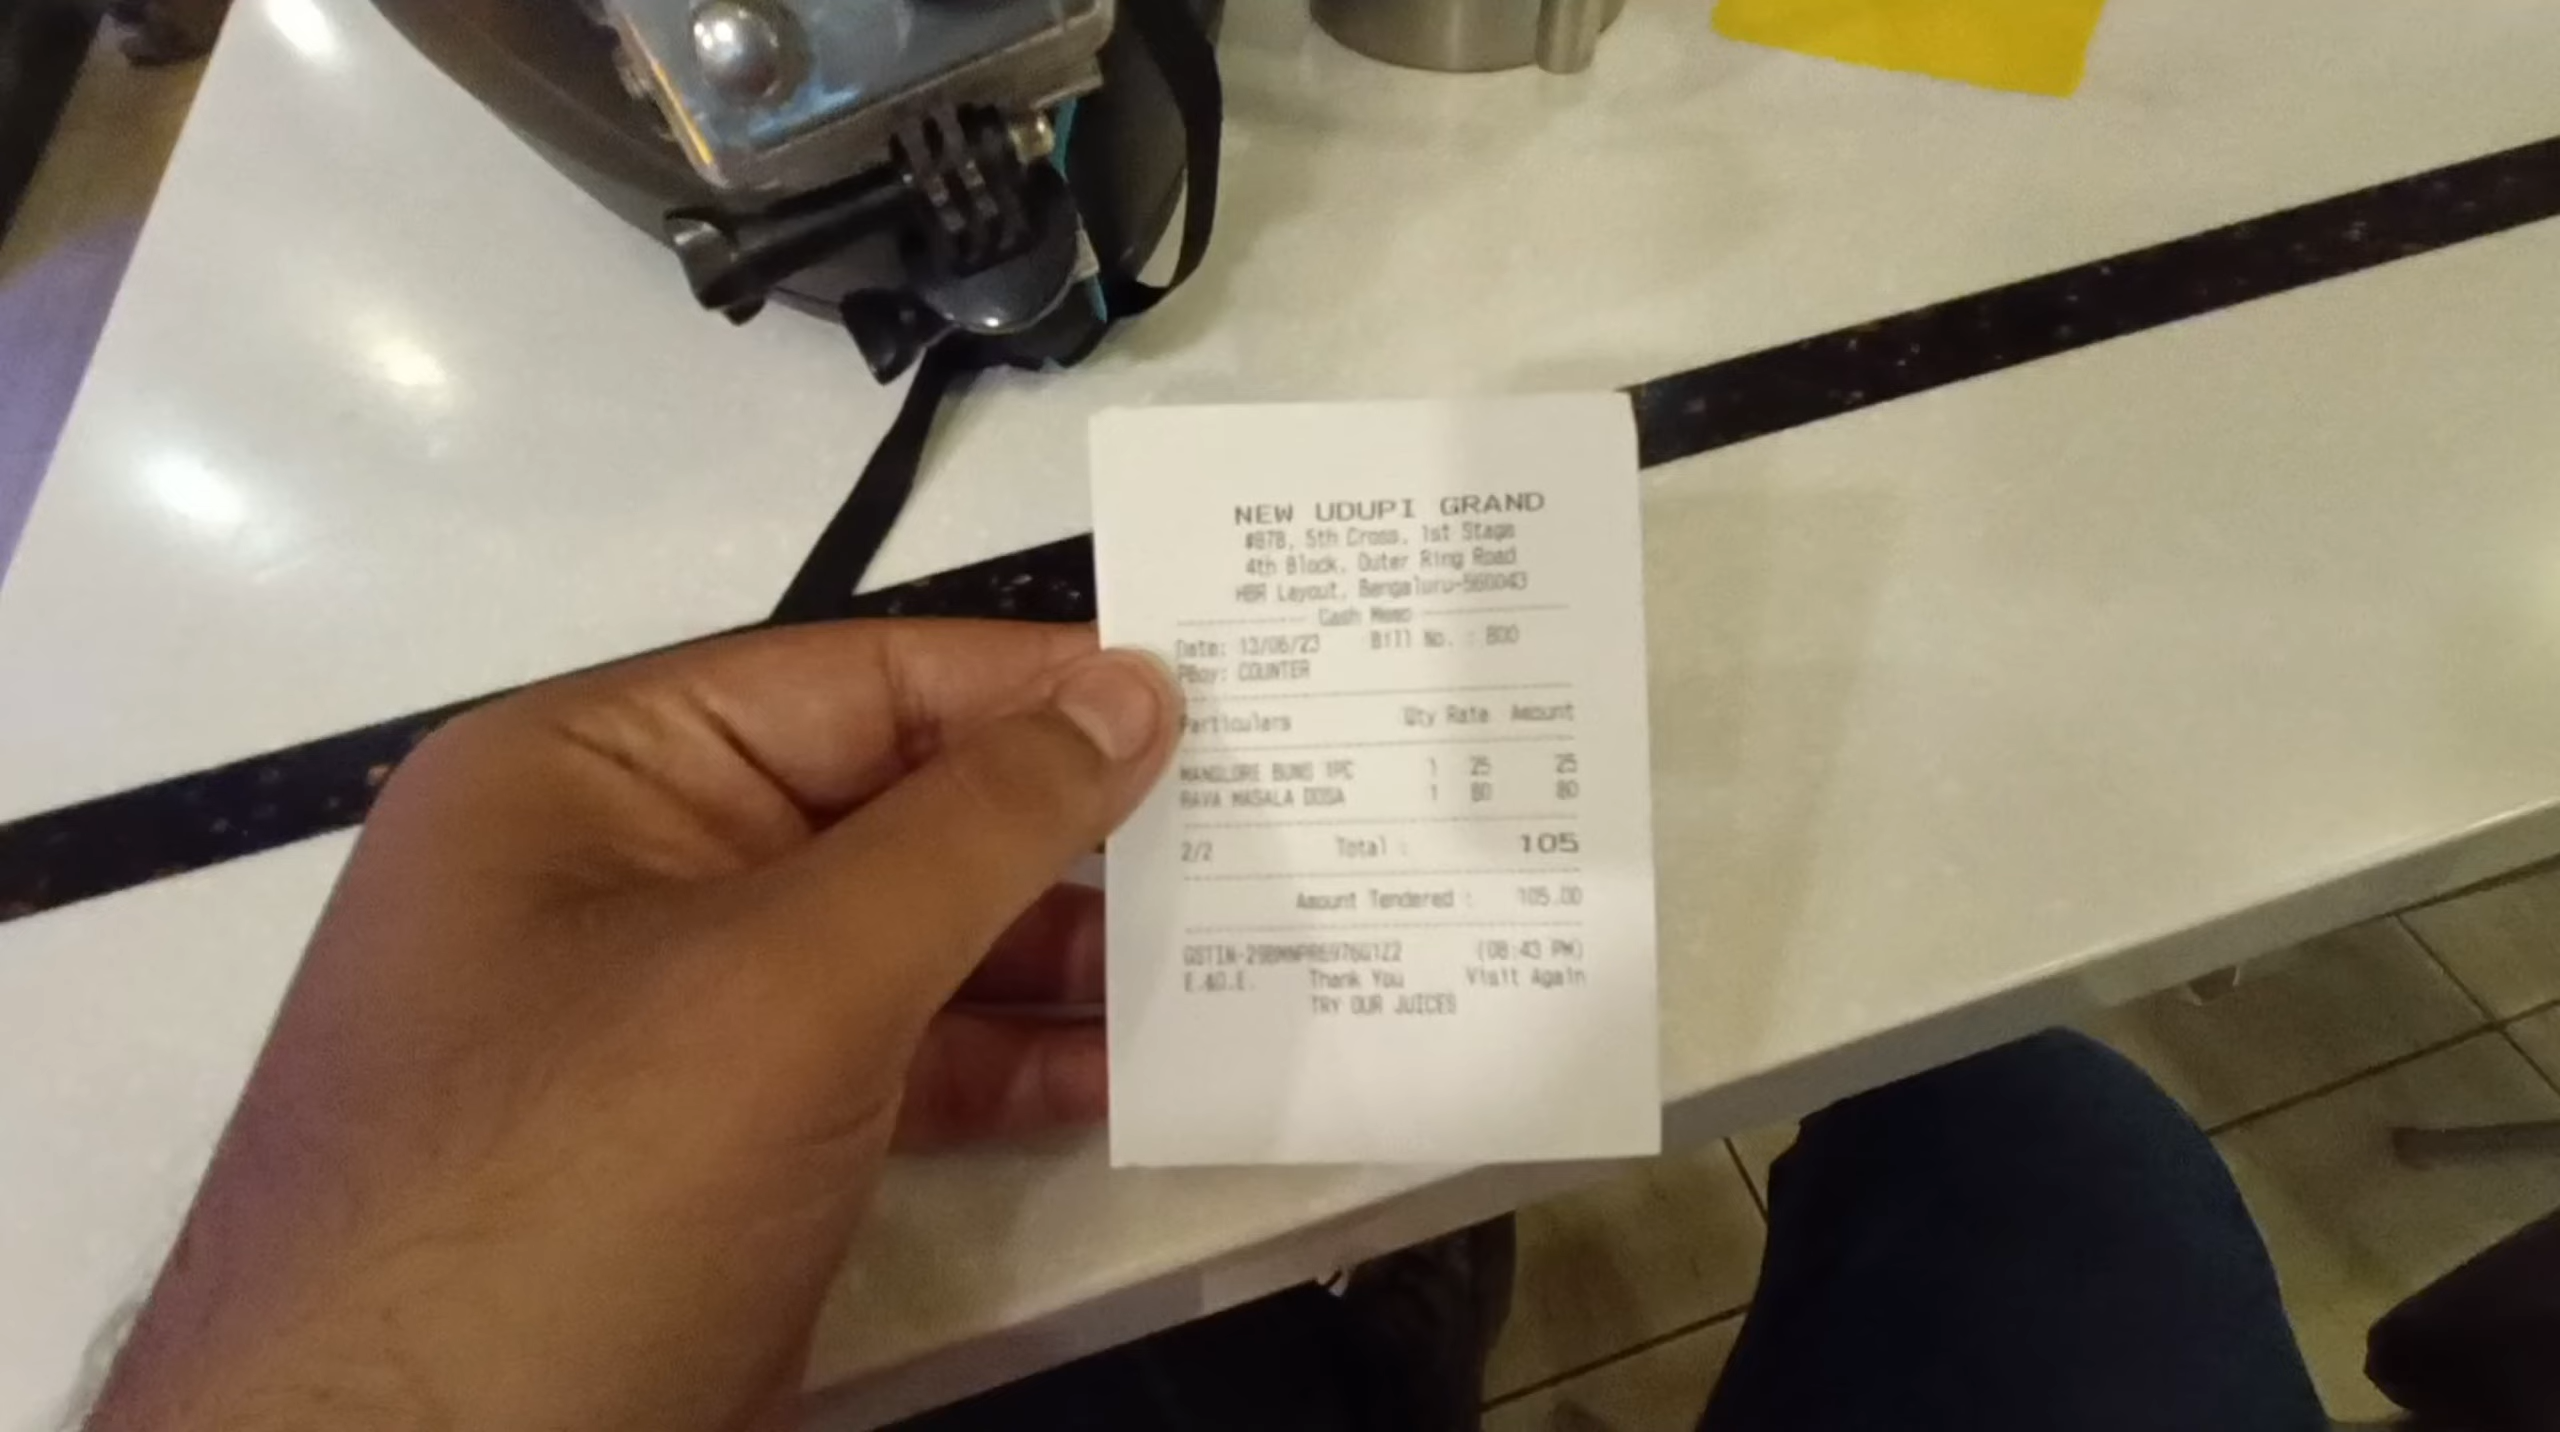 NEW UDUPI GRAND
#878, 5th Cross, 1st Stage
4th Block, Outer Ring Road
HBR Layout, Bengaluru-560043
Cash Memo
Date: 13/06/23 Bill No. : 800
PBoy: COUNTER
Particulars Qty Rate Amount
MANGLORE BUNS 1PC 1 25 25
RAVA MASALA DOSA 1 80 80
2/2 Total : 105
Amount Tendered : 105.00
(08:43 PM)
E.&O.E. Thank You Visit Again
TRY OUR JUICES